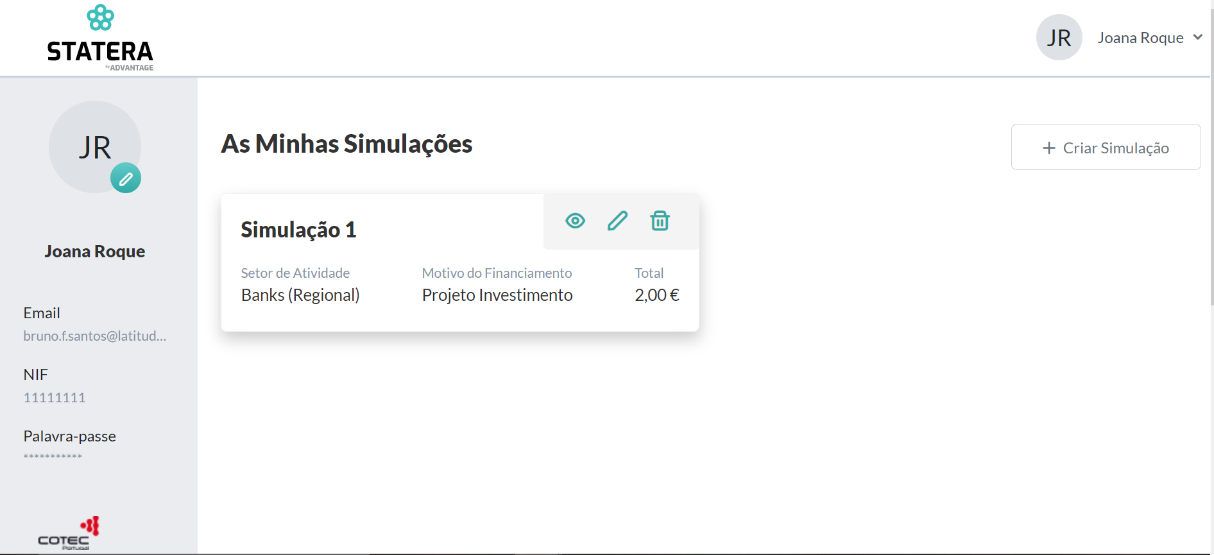 STATERA
by ADVANTAGE
JR
Joana Roque
JR
Joana Roque
Email
bruno.f.santos@latitud...
NIF
11111111
Palavra-passe
***********
COTEC
Portugal
As Minhas Simulações
+ Criar Simulação
Simulação 1
Setor de Atividade
Banks (Regional)
Motivo do Financiamento
Projeto Investimento
Total
2,00 €